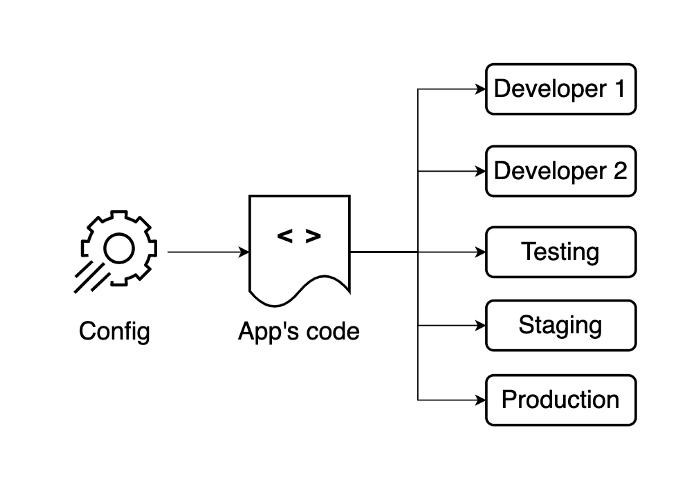 Developer 1
Developer 2
< >
Testing
Config
App's code
Staging
Production